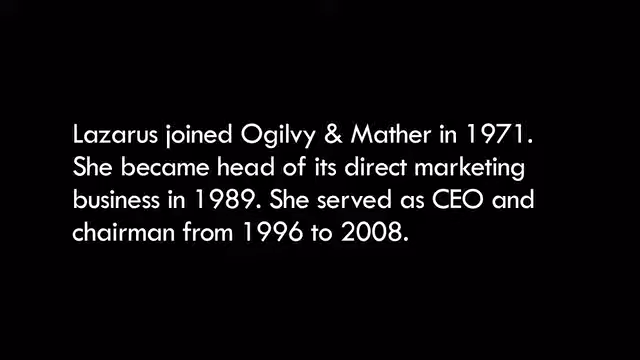 Lazarus joined Ogilvy & Mather in 1971.
She became head of its direct marketing
business in 1989. She served as CEO and
chairman from 1996 to 2008.